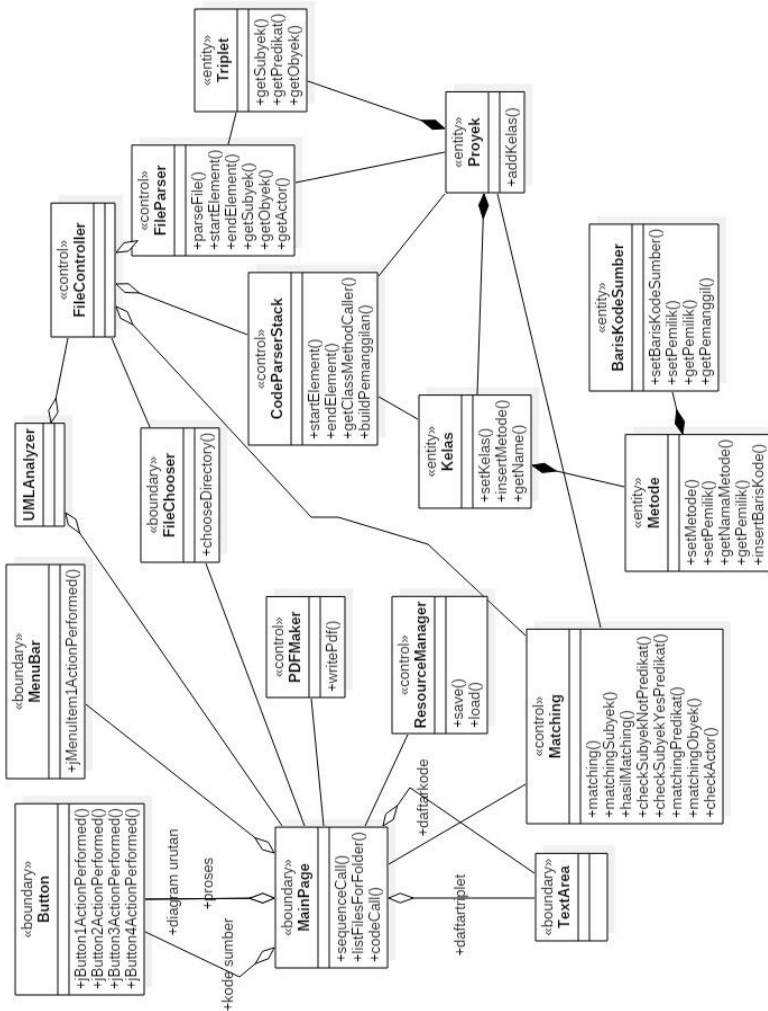 «boundary»
Button
+jButton1ActionPerformed()
+jButton2ActionPerformed()
+jButton3ActionPerformed()
+jButton4ActionPerformed()
«boundary»
MenuBar
+jMenuItem1ActionPerformed()
UMLAnalyzer
«control»
FileController
«entity»
Triplet
+getSubyek()
+getPredikat()
+getObyek()
«control»
FileParser
+parseFile()
+startElement()
+endElement()
+getSubyek()
+getObyek()
+getActor()
«boundary»
FileChooser
+chooseDirectory()
+diagram urutan
+proses
+kode sumber
«control»
CodeParserStack
+startElement()
+endElement()
+getClassMethodCaller()
+buildPemanggilan()
«control»
PDFMaker
+writePdf()
«boundary»
MainPage
+sequenceCall()
+listFilesForFolder()
+codeCall()
«control»
ResourceManager
+save()
+load()
«entity»
Kelas
+setKelas()
+insertMetode()
+getName()
«entity»
Proyek
+addKelas()
+daftarkode
+daftartriplet
«control»
Matching
+matching()
+matchingSubyek()
+hasilMatching()
+checkSubyekNotPredikat()
+checkSubyekYesPredikat()
+matchingPredikat()
+matchingObyek()
+checkActor()
«boundary»
TextArea
«entity»
BarisKodeSumber
+setBarisKodeSumber()
+setPemilik()
+getPemilik()
+getPemanggil()
«entity»
Metode
+setMetode()
+setPemilik()
+getNamaMetode()
+getPemilik()
+insertBarisKode()